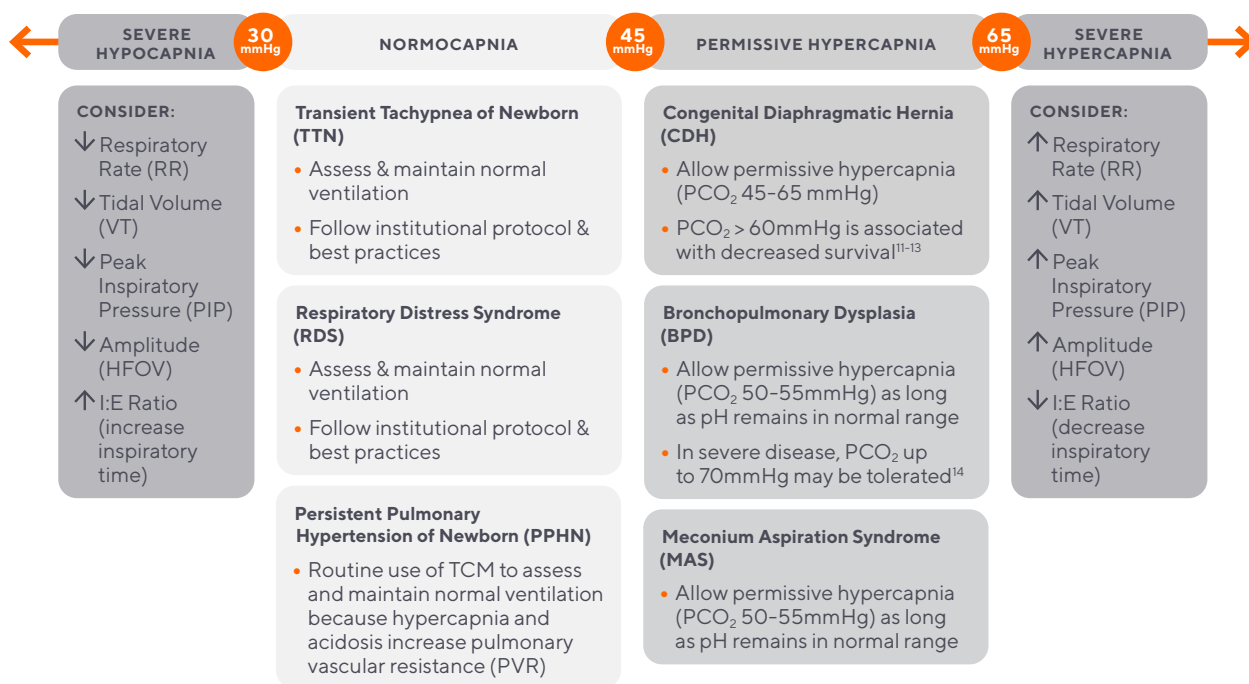 SEVERE
HYPOCAPNIA
30
mmHg
NORMOCAPNIA
45
mmHg
PERMISSIVE HYPERCAPNIA
65
mmHg
SEVERE
HYPERCAPNIA
CONSIDER:
↓ Respiratory
Rate (RR)
↓ Tidal Volume
(VT)
↓ Peak
Inspiratory
Pressure (PIP)
↓ Amplitude
(HFOV)
↑ I:E Ratio
(increase
inspiratory
time)
Transient Tachypnea of Newborn
(TTN)
• Assess & maintain normal
ventilation
• Follow institutional protocol &
best practices
Respiratory Distress Syndrome
(RDS)
• Assess & maintain normal
ventilation
• Follow institutional protocol &
best practices
Persistent Pulmonary
Hypertension of Newborn (PPHN)
• Routine use of TCM to assess
and maintain normal ventilation
because hypercapnia and
acidosis increase pulmonary
vascular resistance (PVR)
Congenital Diaphragmatic Hernia
(CDH)
• Allow permissive hypercapnia
(PCO₂ 45-65 mmHg)
• PCO₂ > 60mmHg is associated
with decreased survival¹¹⁻¹³
Bronchopulmonary Dysplasia
(BPD)
• Allow permissive hypercapnia
(PCO₂ 50-55mmHg) as long
as pH remains in normal range
• In severe disease, PCO₂ up
to 70mmHg may be tolerated¹⁴
Meconium Aspiration Syndrome
(MAS)
• Allow permissive hypercapnia
(PCO₂ 50-55mmHg) as long
as pH remains in normal range
CONSIDER:
↑ Respiratory
Rate (RR)
↑ Tidal Volume
(VT)
↑ Peak
Inspiratory
Pressure (PIP)
↑ Amplitude
(HFOV)
↓ I:E Ratio
(decrease
inspiratory
time)